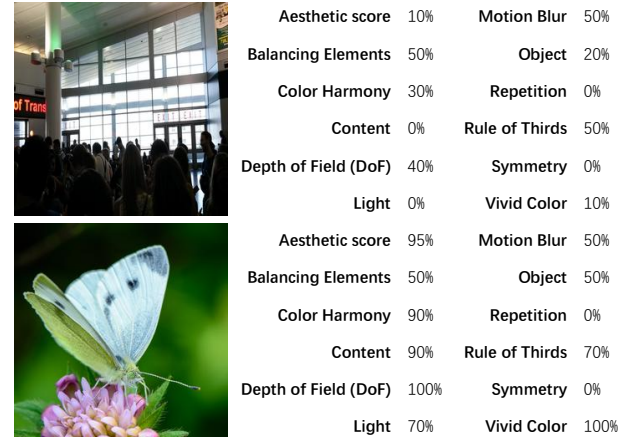 Aesthetic score 10% Motion Blur 50%
Balancing Elements 50% Object 20%
Color Harmony 30% Repetition 0%
of Trans
Content 0% Rule of Thirds 50%
Depth of Field (DoF) 40% Symmetry 0%
Light 0% Vivid Color 10%
Aesthetic score 95% Motion Blur 50%
Balancing Elements 50% Object 50%
Color Harmony 90% Repetition 0%
Content 90% Rule of Thirds 70%
Depth of Field (DoF) 100% Symmetry 0%
Light 70% Vivid Color 100%